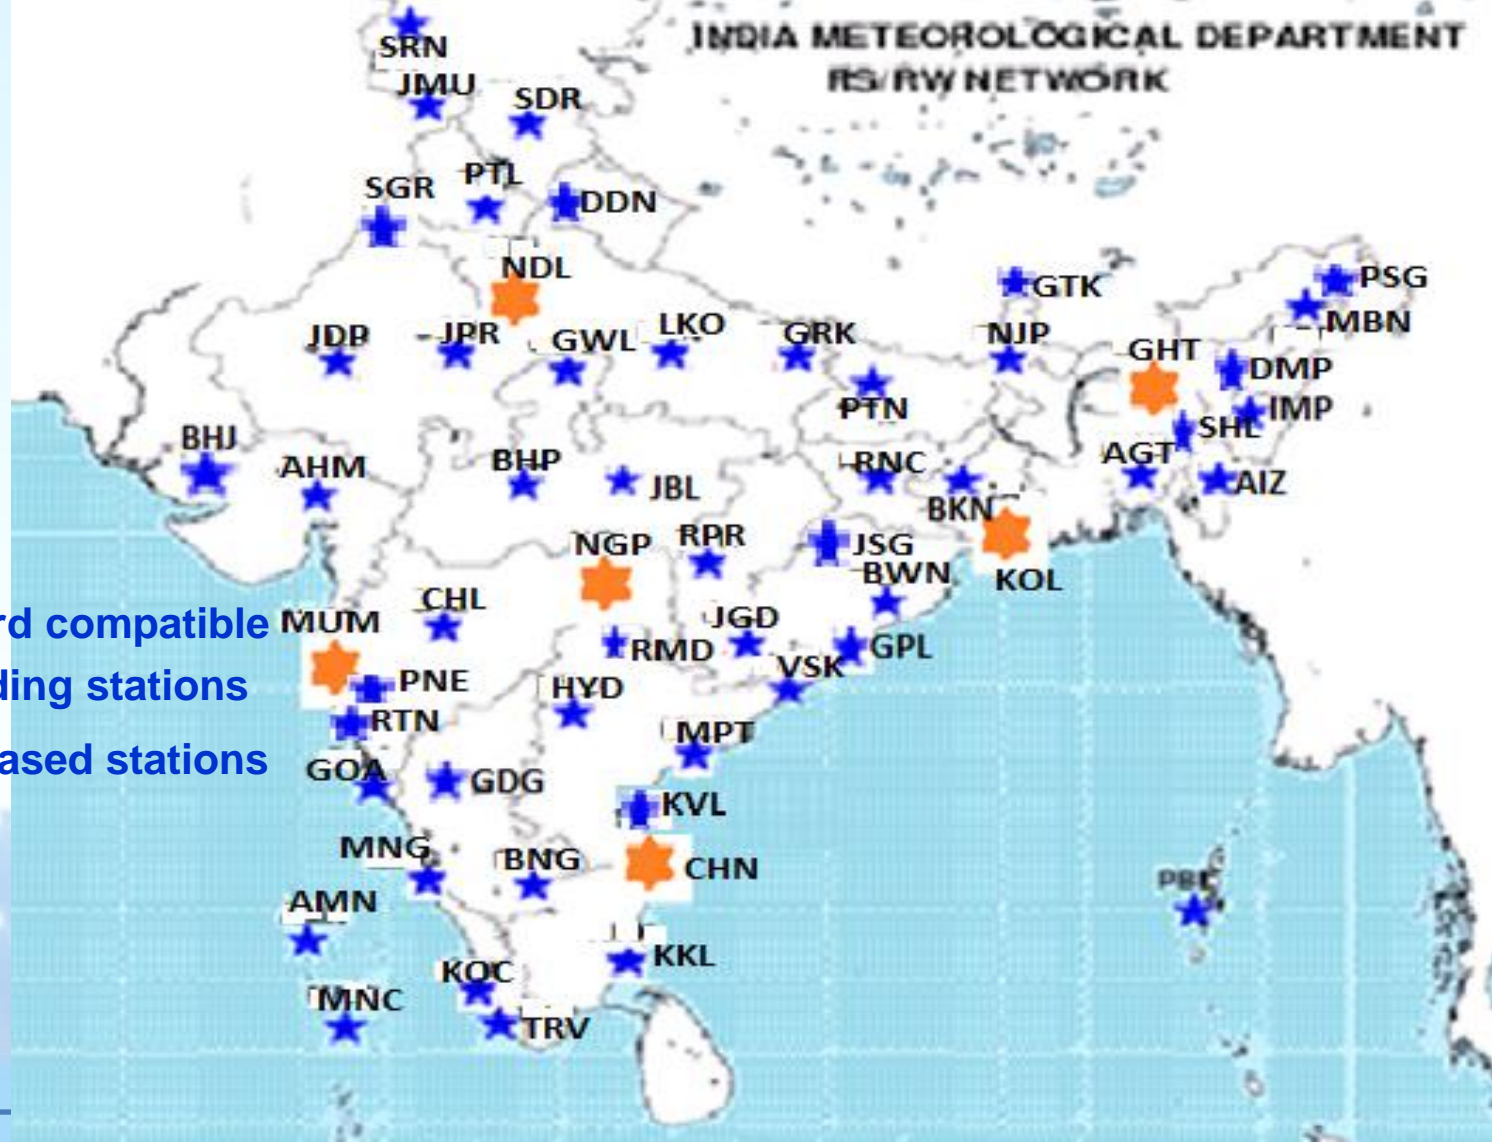 INDIA METEOROLOGICAL DEPARTMENT
RS/RW NETWORK
SRN
JMU
SDR
PTL
SGR
DDN
NDL
GTK
PSG
MBN
JDP
JPR
GWL
LKO
GRK
NJP
GHT
DMP
PTN
IMP
SHL
BHJ
AHM
BHP
JBL
RNC
BKN
AGT
AIZ
NGP
RPR
JSG
BWN
KOL
CHL
rd compatible
MUM
JGD
RMD
GPL
VSK
ding stations
PNE
HYD
RTN
MPT
ased stations
GOA
GDG
KVL
MNG
BNG
CHN
PBL
AMN
KKL
KOC
MNC
TRV